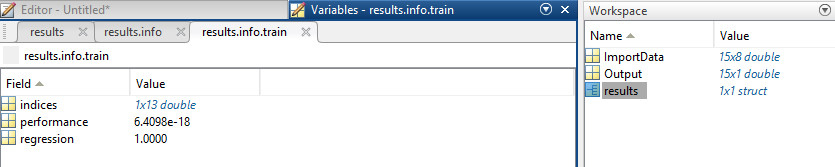 Editor - Untitled*
Variables - results.info.train
results
results.info
results.info.train
results.info.train
Field
Value
indices
1x13 double
performance
6.4098e-18
regression
1.0000
Workspace
Name
Value
ImportData
15x8 double
Output
15x1 double
results
1x1 struct